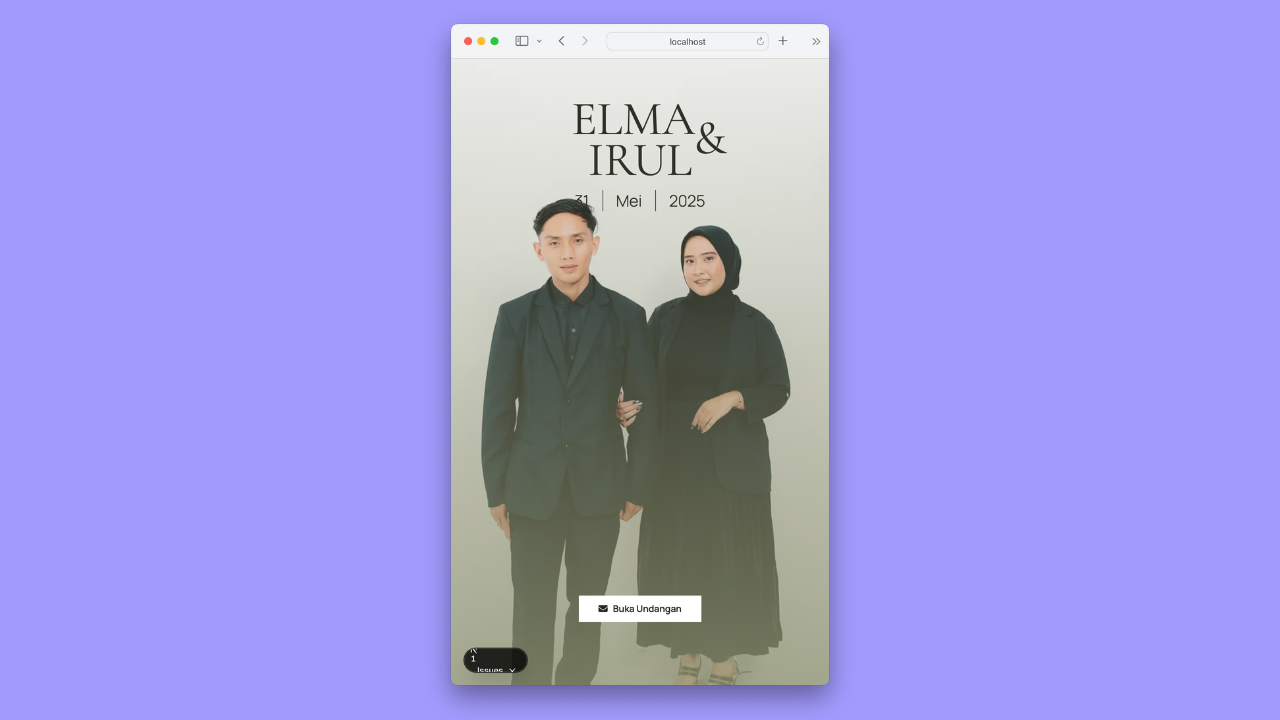 localhost
ELMA
&
IRUL
31 | Mei | 2025
Buka Undangan
1
Issues